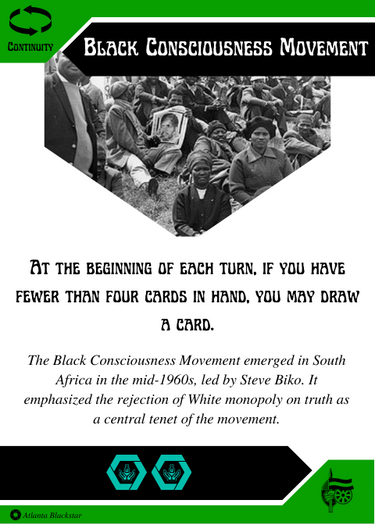 Continuity
Black Consciousness Movement
At the beginning of each turn, if you have
fewer than four cards in hand, you may draw
a card.
The Black Consciousness Movement emerged in South
Africa in the mid-1960s, led by Steve Biko. It
emphasized the rejection of White monopoly on truth as
a central tenet of the movement.
Atlanta Blackstar